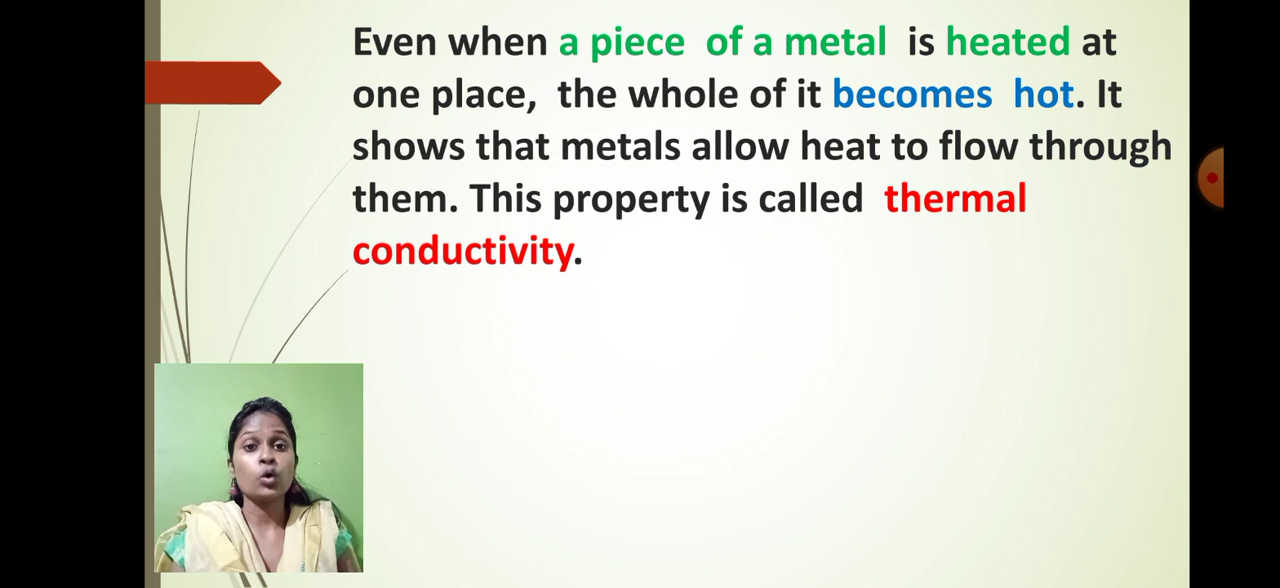 Even when a piece of a metal is heated at
one place, the whole of it becomes hot. It
shows that metals allow heat to flow through
them. This property is called thermal
conductivity.